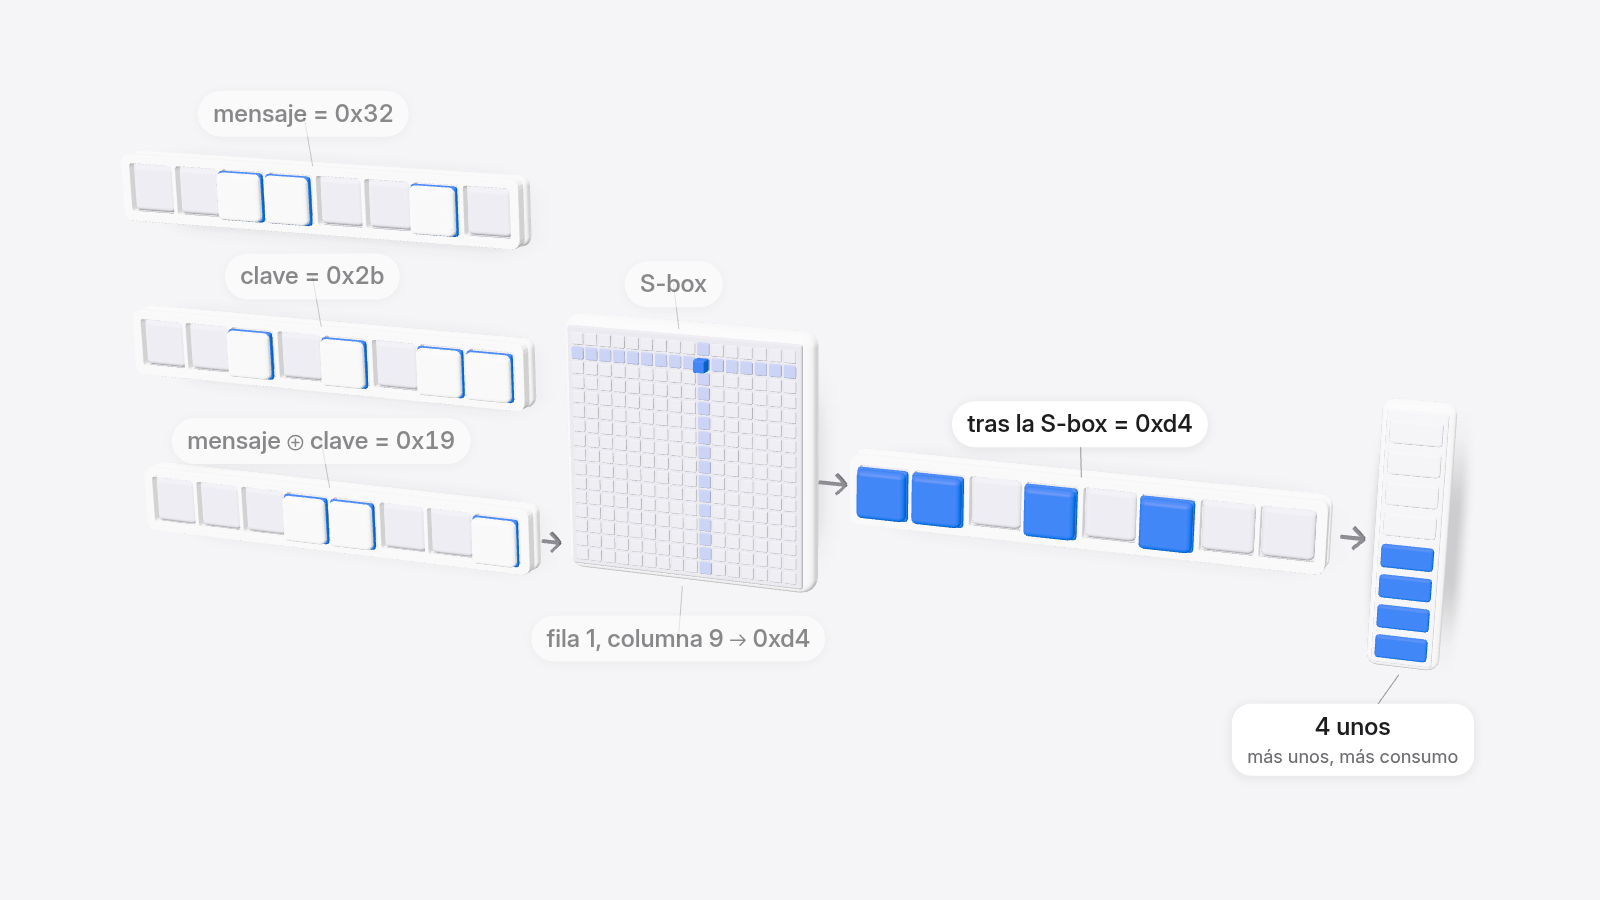 mensaje = 0x32
clave = 0x2b
mensaje ⊕ clave = 0x19
S-box
fila 1, columna 9 → 0xd4
tras la S-box = 0xd4
4 unos
más unos, más consumo